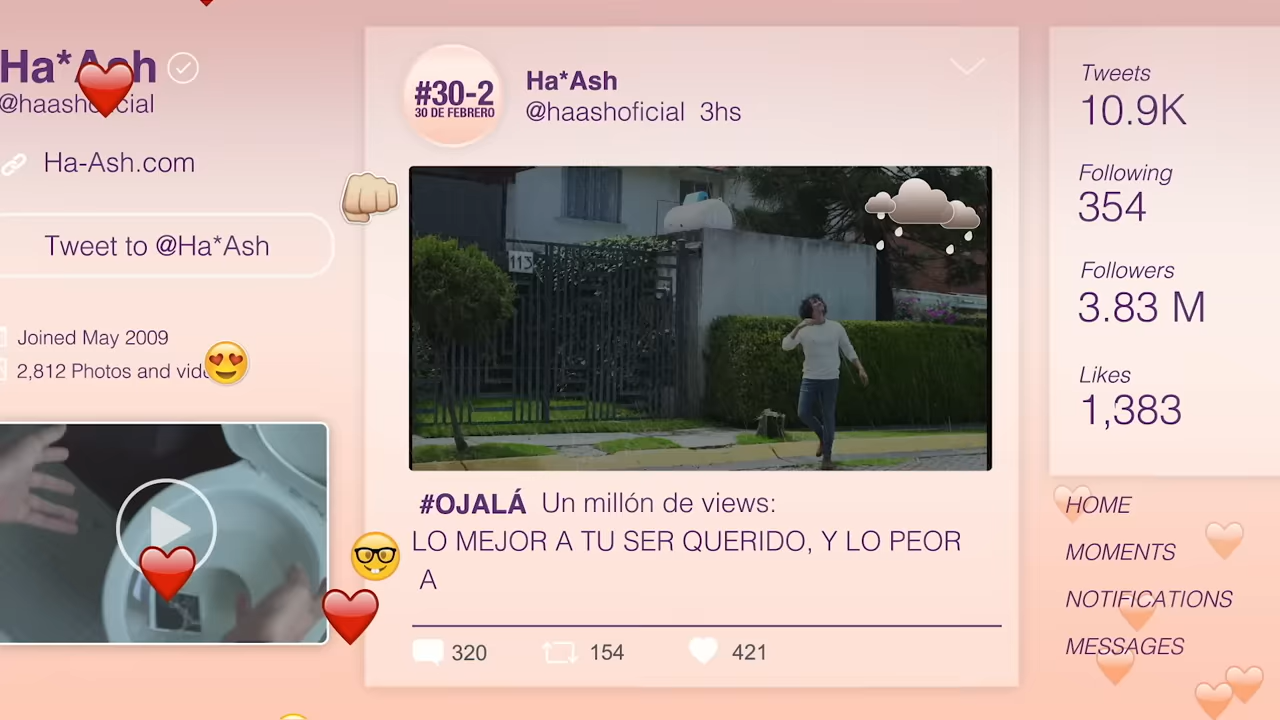 Ha*Ash
@haashoficial
Ha-Ash.com
Tweet to @Ha*Ash
Joined May 2009
2,812 Photos and
#30-2
30 DE FEBRERO
Ha*Ash
@haashoficial 3hs
113
#OJALÁ Un millón de views:
LO MEJOR A TU SER QUERIDO, Y LO PEOR
A
320 154 421
Tweets
10.9K
Following
354
Followers
3.83 M
Likes
1,383
HOME
MOMENTS
NOTIFICATIONS
MESSAGES